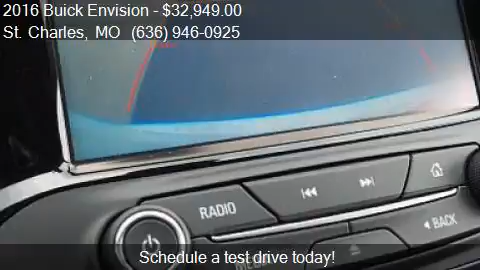 2016 Buick Envision - $32,949.00
St. Charles, MO (636) 946-0925
RADIO
BACK
Schedule a test drive today!